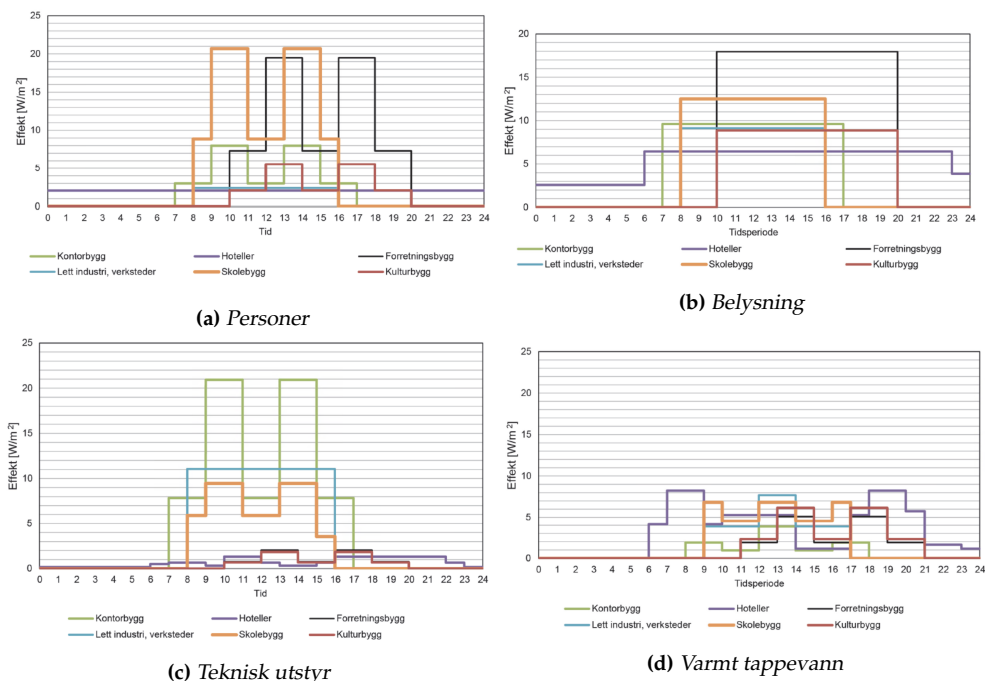 25
20
15
10
5
0
Effekt [W/m²]
0 1 2 3 4 5 6 7 8 9 10 11 12 13 14 15 16 17 18 19 20 21 22 23 24
Tid
Kontorbygg Hoteller Forretningsbygg
Lett industri, verksteder Skolebygg Kulturbygg
(a) Personer
20
15
10
5
0
Effekt [W/m²]
0 1 2 3 4 5 6 7 8 9 10 11 12 13 14 15 16 17 18 19 20 21 22 23 24
Tidsperiode
Kontorbygg Hoteller Forretningsbygg
Lett industri, verksteder Skolebygg Kulturbygg
(b) Belysning
25
20
15
10
5
0
Effekt [W/m²]
0 1 2 3 4 5 6 7 8 9 10 11 12 13 14 15 16 17 18 19 20 21 22 23 24
Tid
Kontorbygg Hoteller Forretningsbygg
Lett industri, verksteder Skolebygg Kulturbygg
(c) Teknisk utstyr
25
20
15
10
5
0
Effekt [W/m²]
0 1 2 3 4 5 6 7 8 9 10 11 12 13 14 15 16 17 18 19 20 21 22 23 24
Tidsperiode
Kontorbygg Hoteller Forretningsbygg
Lett industri, verksteder Skolebygg Kulturbygg
(d) Varmt tappevann